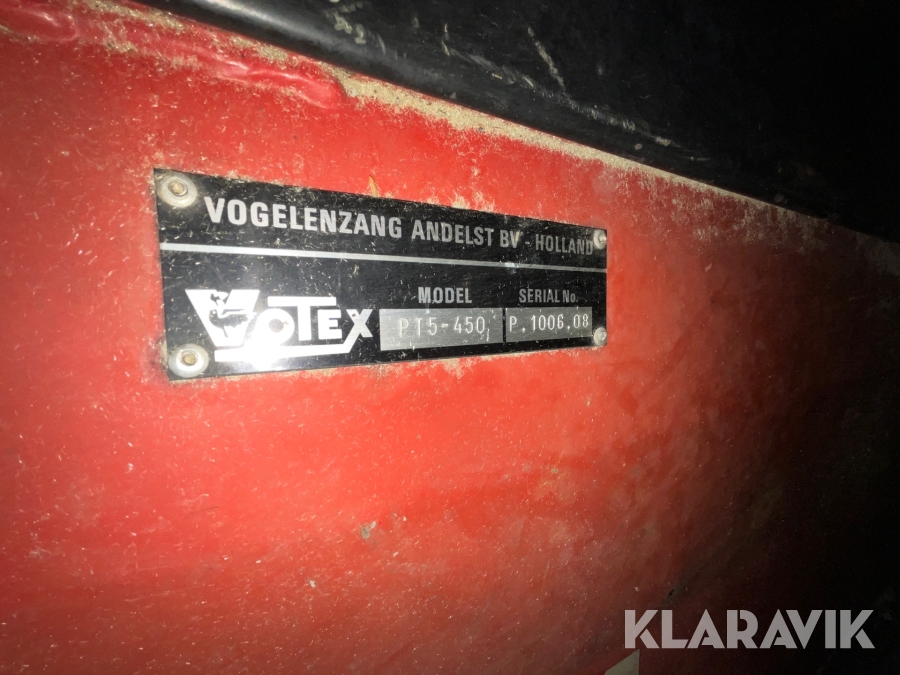 VOGELENZANG ANDELST BV - HOLLAND
VOTEX
MODEL
PT5-450
SERIAL No.
P.1006.08
KLARAVIK